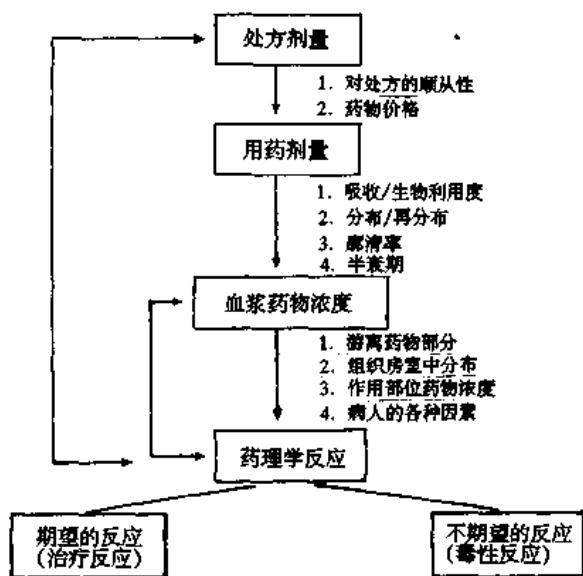 处方剂量
1. 对处方的顺从性
2. 药物价格
用药剂量
1. 吸收/生物利用度
2. 分布/再分布
3. 廓清率
4. 半衰期
血浆药物浓度
1. 游离药物部分
2. 组织房室中分布
3. 作用部位药物浓度
4. 病人的各种因素
药理学反应
期望的反应
(治疗反应)
不期望的反应
(毒性反应)